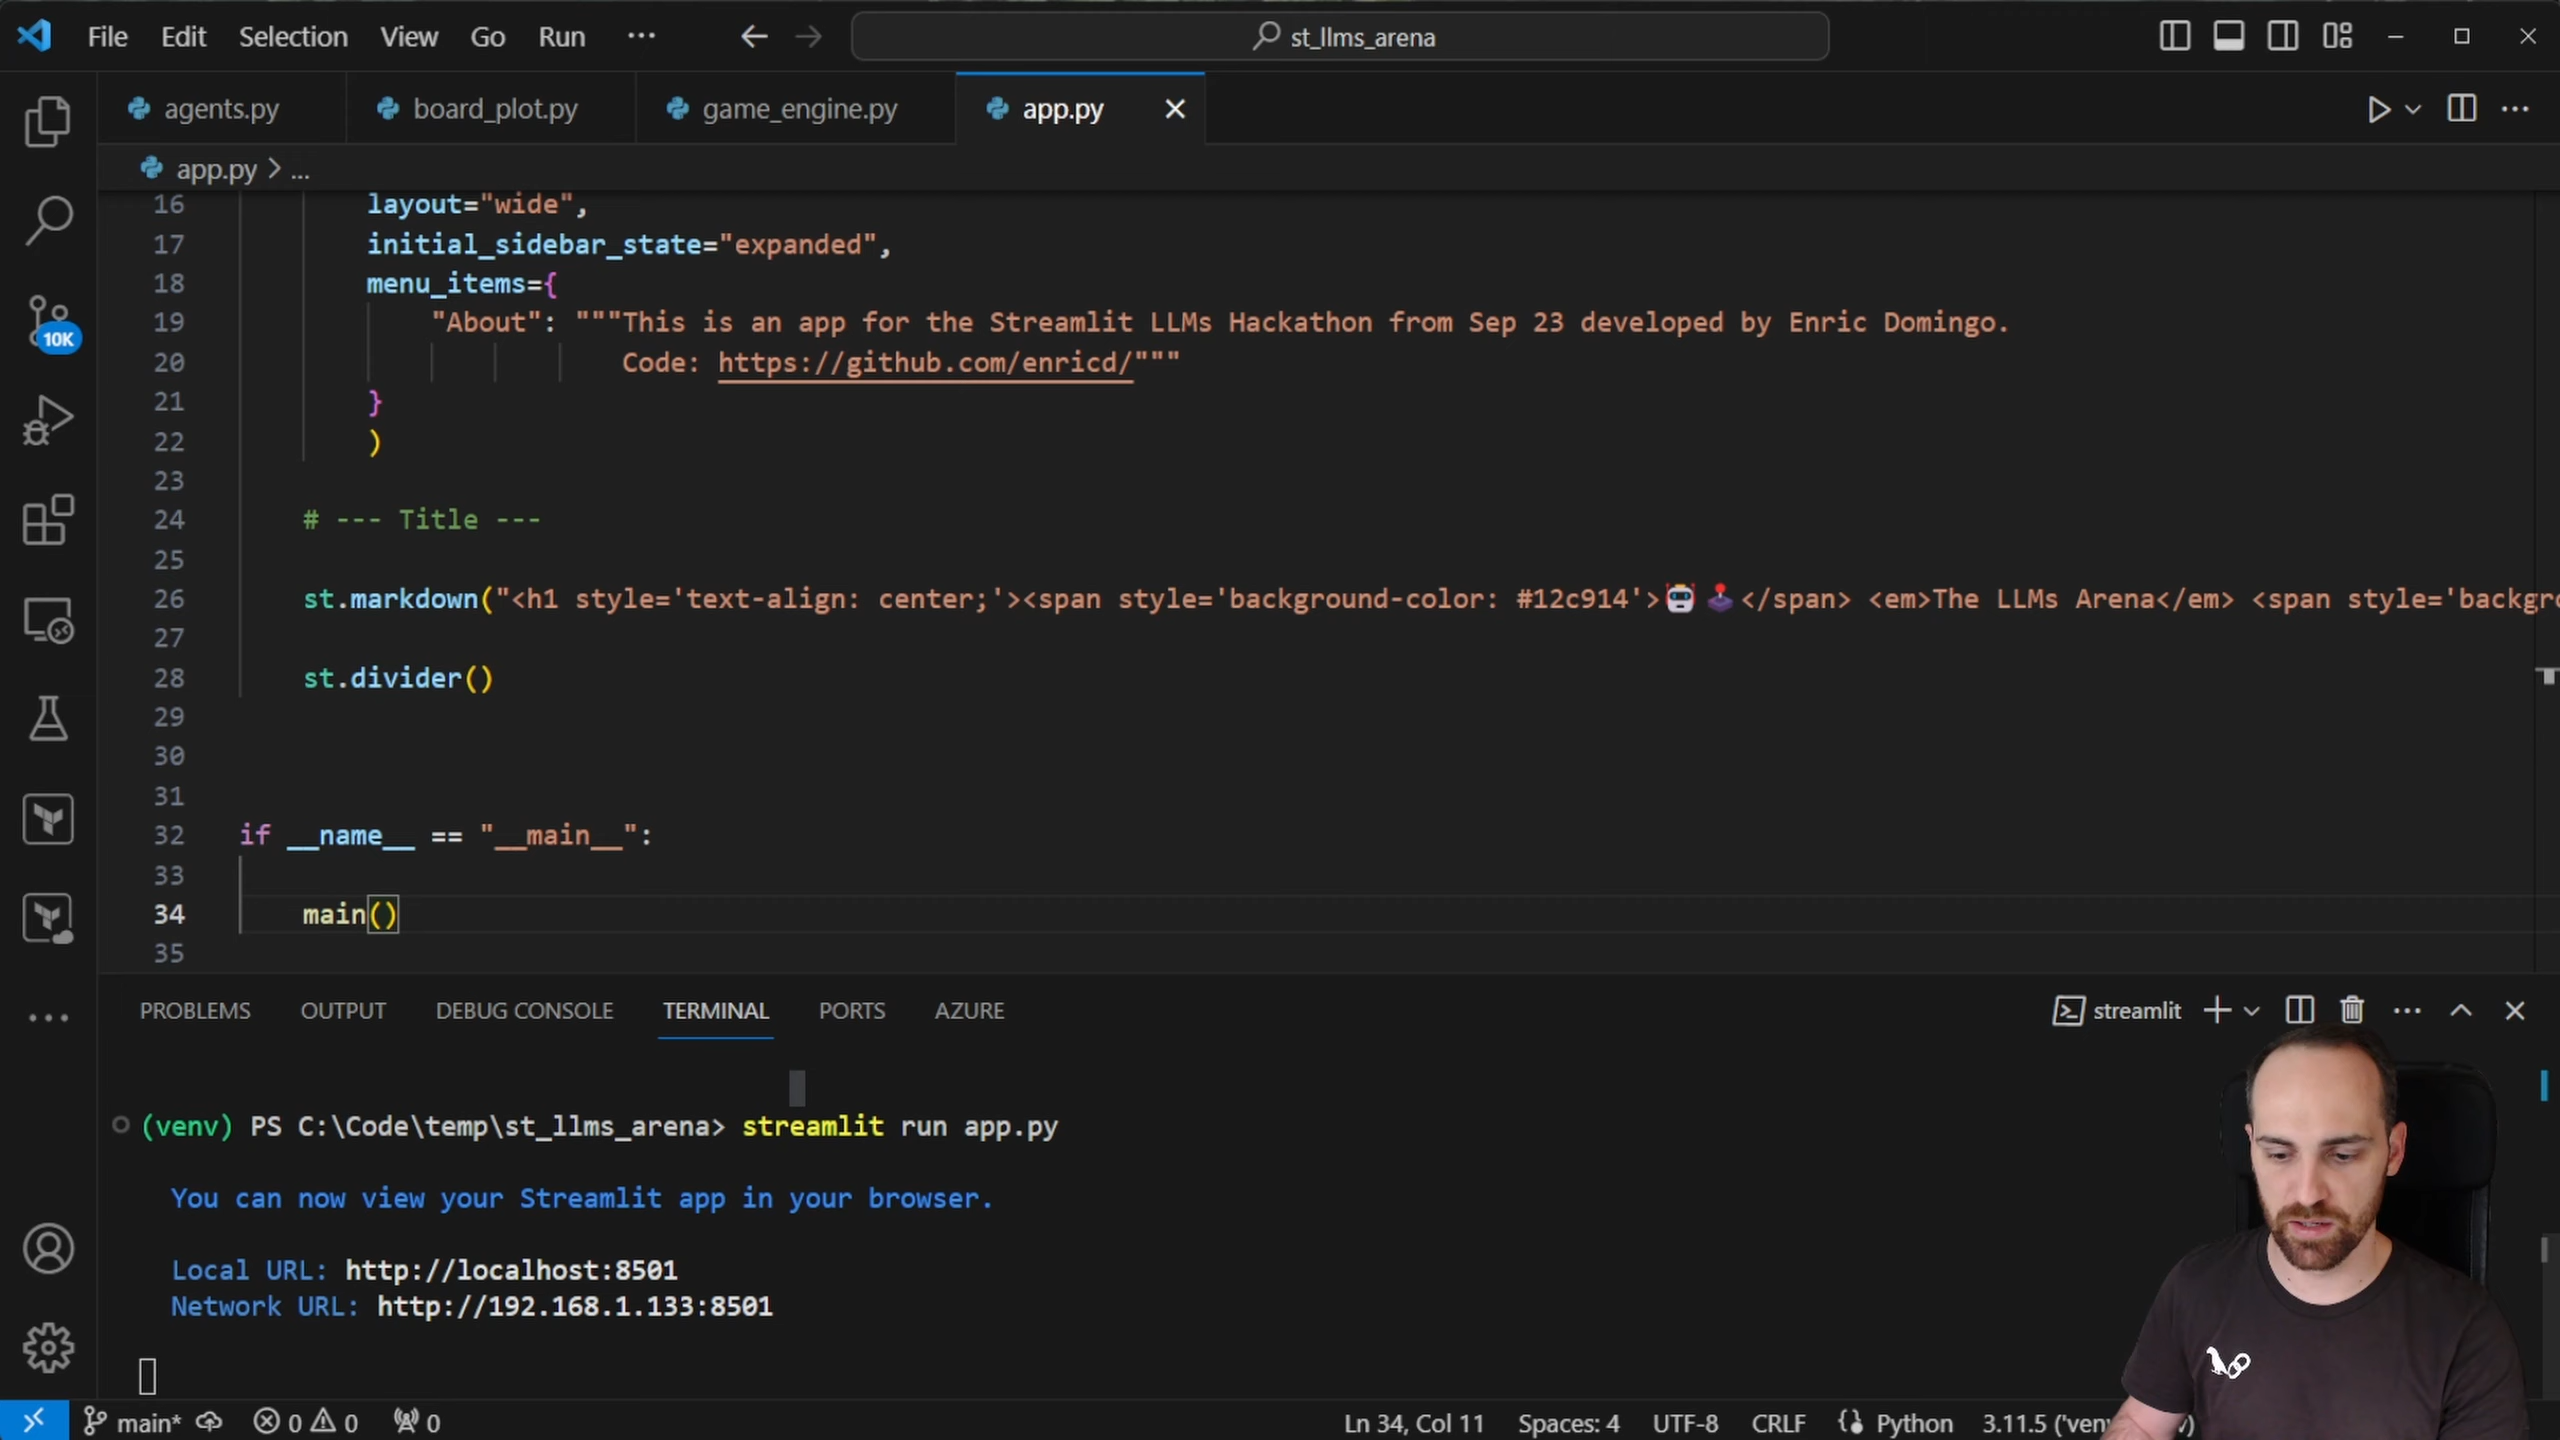 File Edit Selection View Go Run ··· st_llms_arena
agents.py board_plot.py game_engine.py app.py
app.py > ...
16 layout="wide",
17 initial_sidebar_state="expanded",
18 menu_items={
19 "About": """This is an app for the Streamlit LLMs Hackathon from Sep 23 developed by Enric Domingo.
20 Code: https://github.com/enricd/"""
21 }
22 )
23
24 # --- Title ---
25
26 st.markdown("<h1 style='text-align: center;'><span style='background-color: #12c914'>🤖🕹️</span> <em>The LLMs Arena</em> <span style='backgr
27
28 st.divider()
29
30
31
32 if __name__ == "__main__":
33
34 main()
35
10K
PROBLEMS OUTPUT DEBUG CONSOLE TERMINAL PORTS AZURE streamlit
(venv) PS C:\Code\temp\st_llms_arena> streamlit run app.py
You can now view your Streamlit app in your browser.
Local URL: http://localhost:8501
Network URL: http://192.168.1.133:8501
main* 0 0 0 Ln 34, Col 11 Spaces: 4 UTF-8 CRLF Python 3.11.5 ('venv